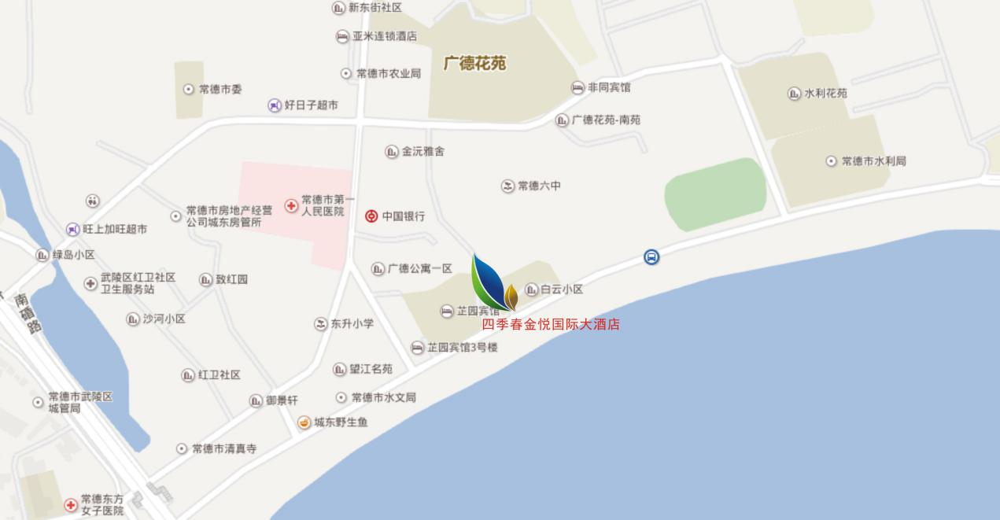 新东街社区
亚米连锁酒店
广德花苑
常德市农业局
常德市委
非同宾馆
水利花苑
好日子超市
广德花苑-南苑
金沅雅舍
常德市水利局
常德六中
常德市第一
人民医院
常德市房地产经营
公司城东房管所
中国银行
旺上加旺超市
绿岛小区
广德公寓一区
武陵区红卫社区
卫生服务站
致红园
白云小区
南碈路
芷园宾馆
沙河小区
东升小学
四季春金悦国际大酒店
芷园宾馆3号楼
望江名苑
红卫社区
常德市武陵区
城管局
御景轩
常德市水文局
城东野生鱼
常德市清真寺
常德东方
女子医院